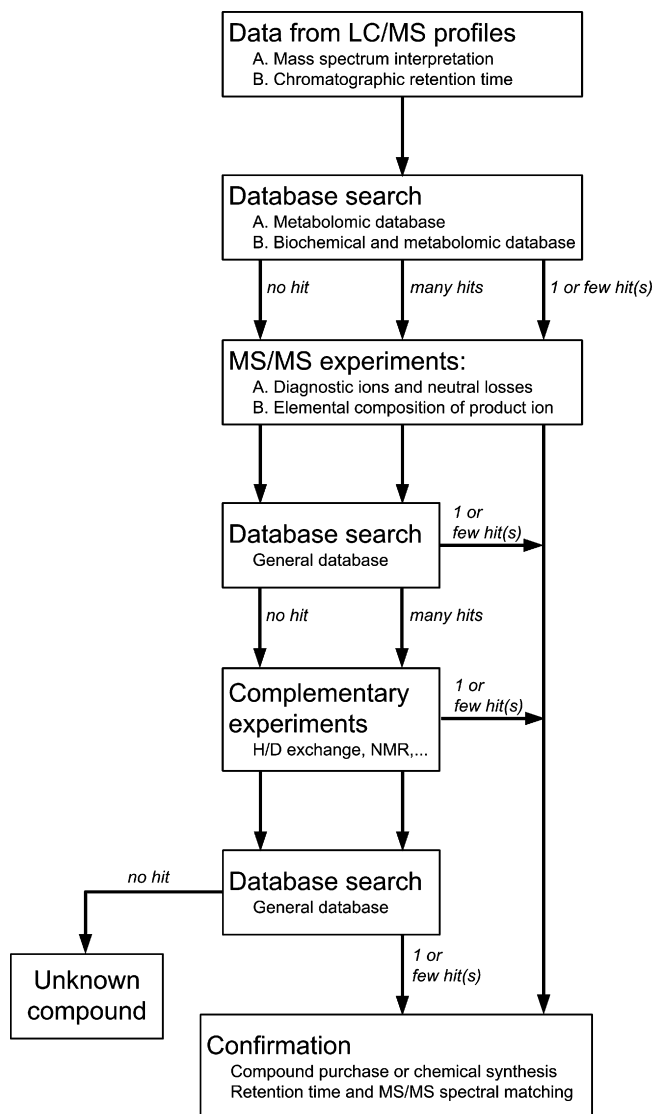 Data from LC/MS profiles
A. Mass spectrum interpretation
B. Chromatographic retention time
Database search
A. Metabolomic database
B. Biochemical and metabolomic database
no hit
many hits
1 or few hit(s)
MS/MS experiments:
A. Diagnostic ions and neutral losses
B. Elemental composition of product ion
Database search
General database
1 or
few hit(s)
no hit
many hits
Complementary
experiments
H/D exchange, NMR,...
1 or
few hit(s)
Database search
General database
no hit
1 or
few hit(s)
Unknown
compound
Confirmation
Compound purchase or chemical synthesis
Retention time and MS/MS spectral matching